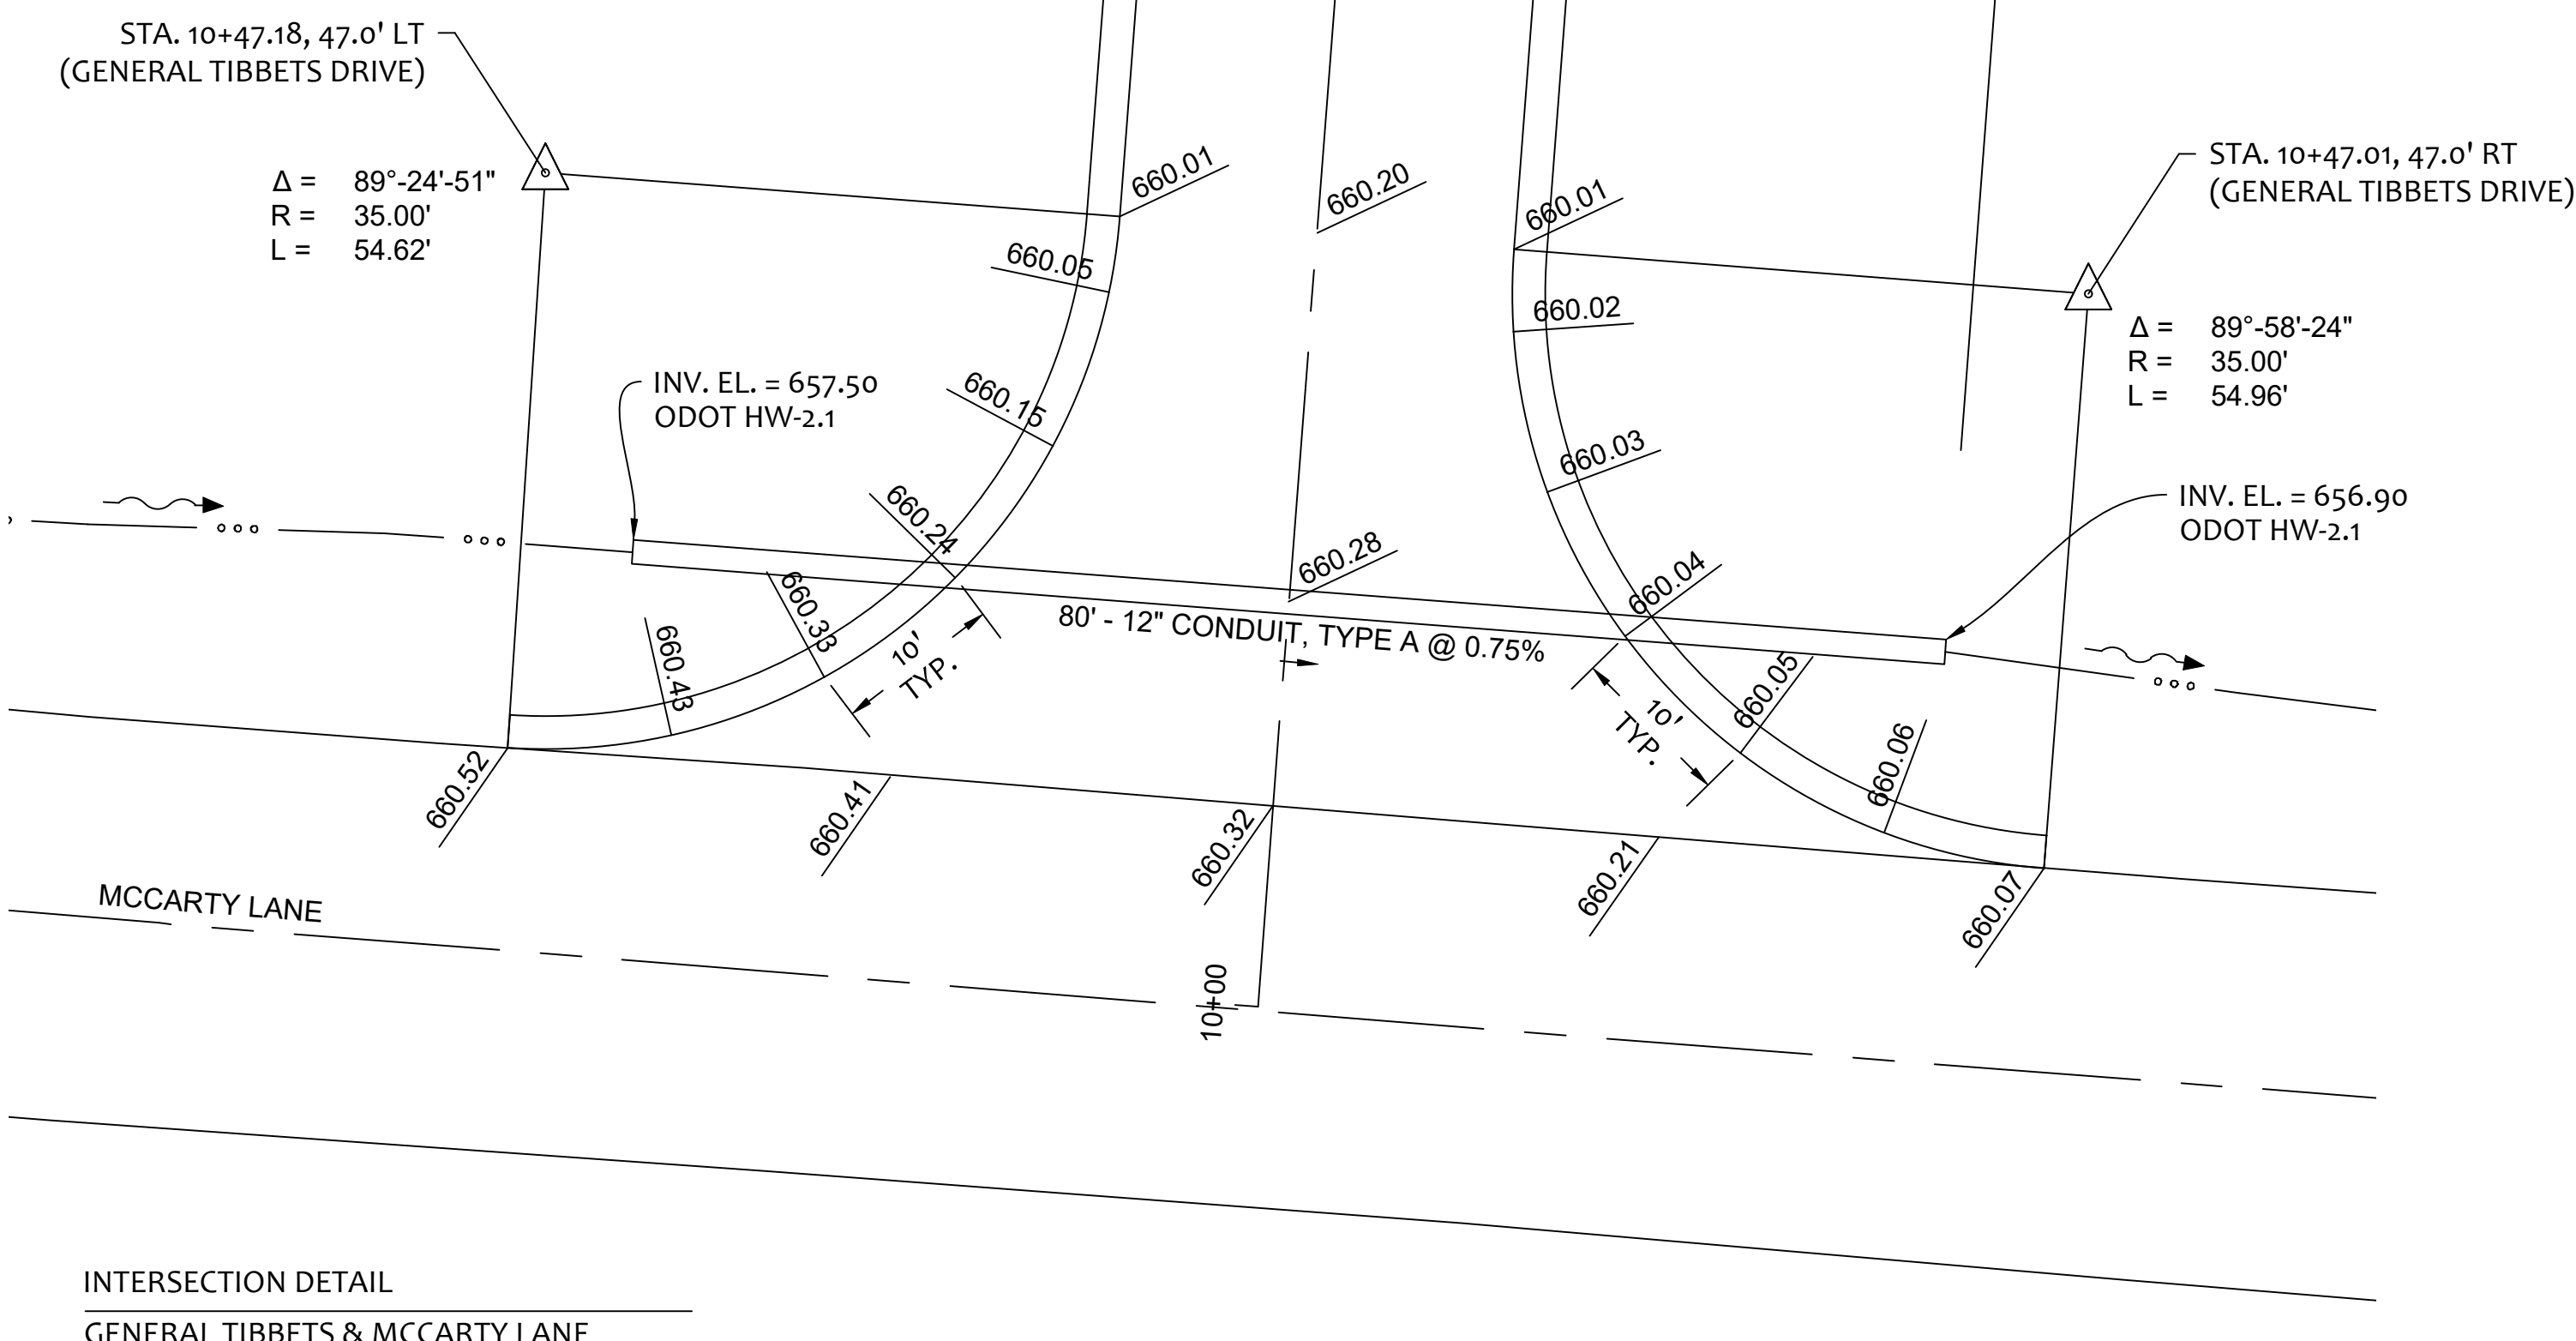 STA. 10+47.18, 47.0' LT
(GENERAL TIBBETS DRIVE)
Δ = 89°-24'-51"
R = 35.00'
L = 54.62'
660.01
660.20
660.01
STA. 10+47.01, 47.0' RT
(GENERAL TIBBETS DRIVE)
Δ = 89°-58'-24"
R = 35.00'
L = 54.96'
660.05
660.02
INV. EL. = 657.50
ODOT HW-2.1
660.15
660.03
INV. EL. = 656.90
ODOT HW-2.1
660.24
660.28
660.04
660.33
660.43
10'
TYP.
80' - 12" CONDUIT, TYPE A @ 0.75%
10'
TYP.
660.05
660.06
660.52
660.41
660.32
660.21
660.07
MCCARTY LANE
10+00
INTERSECTION DETAIL
GENERAL TIBBETS & MCCARTY LANE